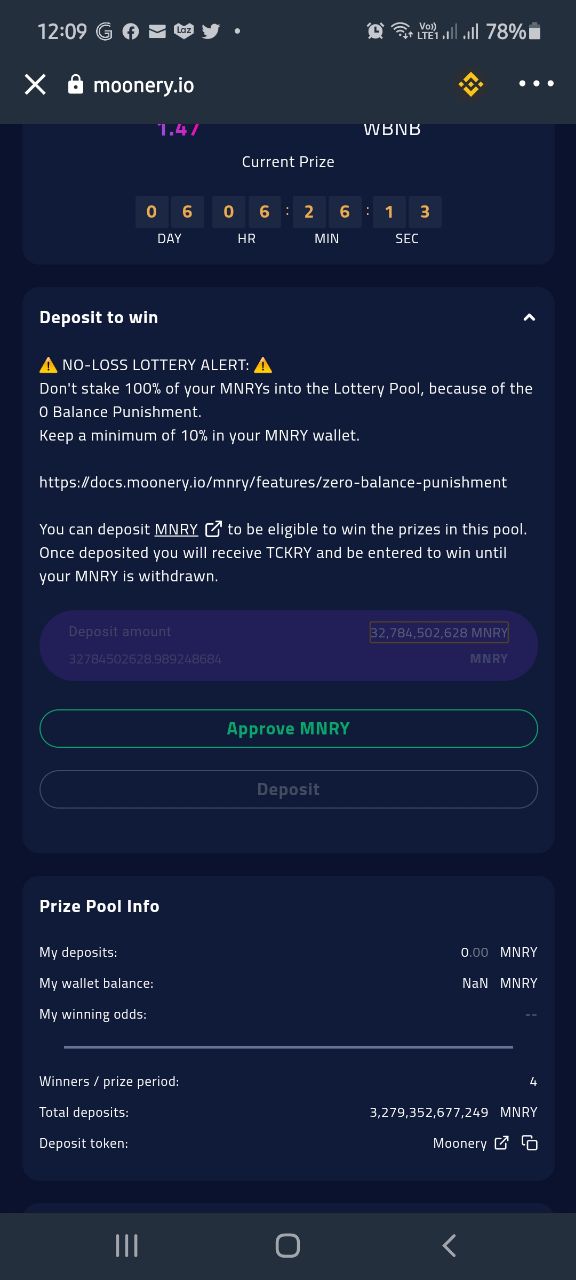 12:09
Vo)) LTE1 78%
moonery.io
1.47 WBNB
Current Prize
0 6 0 6 : 2 6 : 1 3
DAY HR MIN SEC
Deposit to win
⚠ NO-LOSS LOTTERY ALERT: ⚠
Don't stake 100% of your MNRYs into the Lottery Pool, because of the
0 Balance Punishment.
Keep a minimum of 10% in your MNRY wallet.
https://docs.moonery.io/mnry/features/zero-balance-punishment
You can deposit MNRY to be eligible to win the prizes in this pool.
Once deposited you will receive TCKRY and be entered to win until
your MNRY is withdrawn.
Deposit amount 32,784,502,628 MNRY
32784502628.989248684 MNRY
Approve MNRY
Deposit
Prize Pool Info
My deposits: 0.00 MNRY
My wallet balance: NaN MNRY
My winning odds: --
Winners / prize period: 4
Total deposits: 3,279,352,677,249 MNRY
Deposit token: Moonery